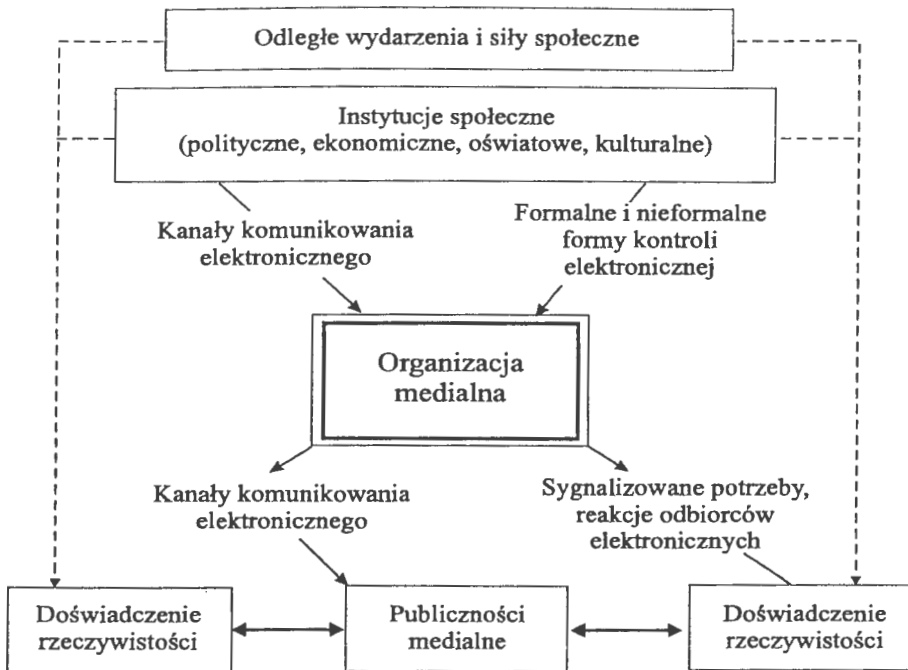 Odległe wydarzenia i siły społeczne
Instytucje społeczne
(polityczne, ekonomiczne, oświatowe, kulturalne)
Kanały komunikowania
elektronicznego
Formalne i nieformalne
formy kontroli
elektronicznej
Organizacja
medialna
Kanały komunikowania
elektronicznego
Sygnalizowane potrzeby,
reakcje odbiorców
elektronicznych
Doświadczenie
rzeczywistości
Publiczności
medialne
Doświadczenie
rzeczywistości